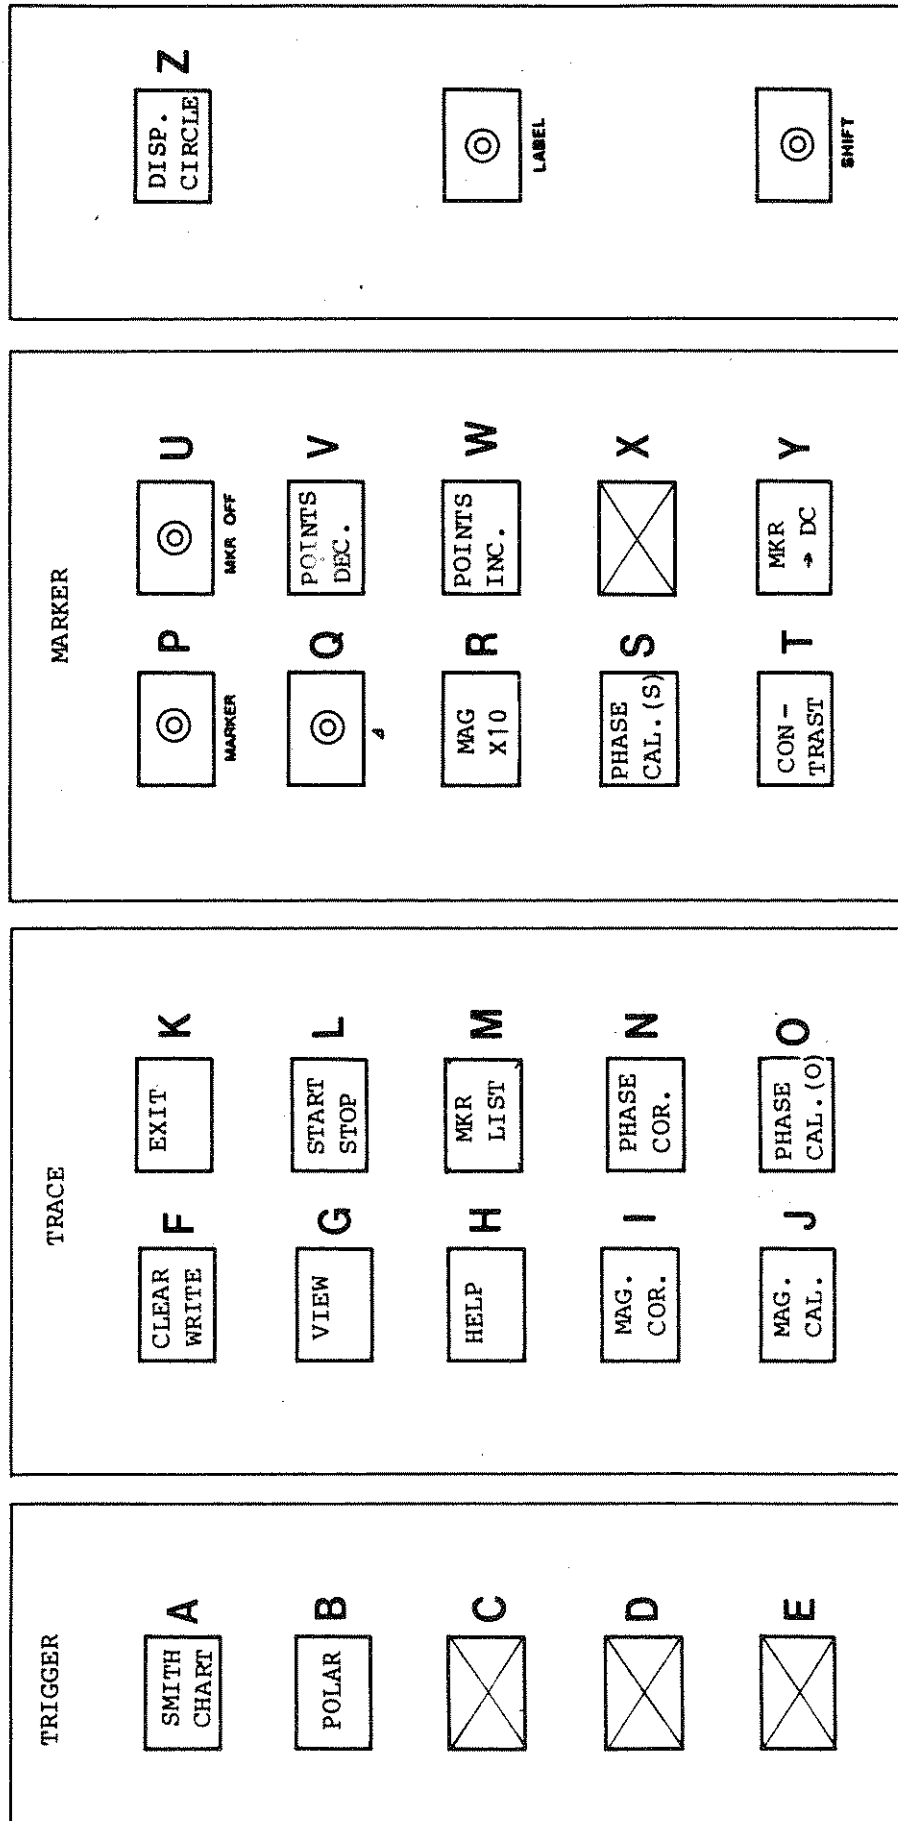 TRIGGER
SMITH
CHART
A
POLAR
B
C
D
E
TRACE
CLEAR
WRITE
F
EXIT
K
VIEW
G
START
STOP
L
HELP
H
MKR
LIST
M
MAG.
COR.
I
PHASE
COR.
N
MAG.
CAL.
J
PHASE
CAL.(O)
O
MARKER
P
MARKER
U
MKR OFF
Q
Δ
POINTS
DEC.
V
MAG
X10
R
POINTS
INC.
W
PHASE
CAL.(S)
S
X
CON-
TRAST
T
MKR
→ DC
Y
DISP.
CIRCLE
Z
LABEL
SHIFT